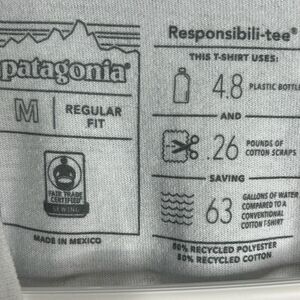 patagonia®
M REGULAR
FIT
FAIR TRADE
CERTIFIED
SEWING
MADE IN MEXICO
Responsibili-tee®
THIS T-SHIRT USES:
4.8 PLASTIC BOTTLE
AND
.26 POUNDS OF
COTTON SCRAPS
SAVING
63 GALLONS OF WATER
COMPARED TO A
CONVENTIONAL
COTTON T-SHIRT
50% RECYCLED POLYESTER
50% RECYCLED COTTON